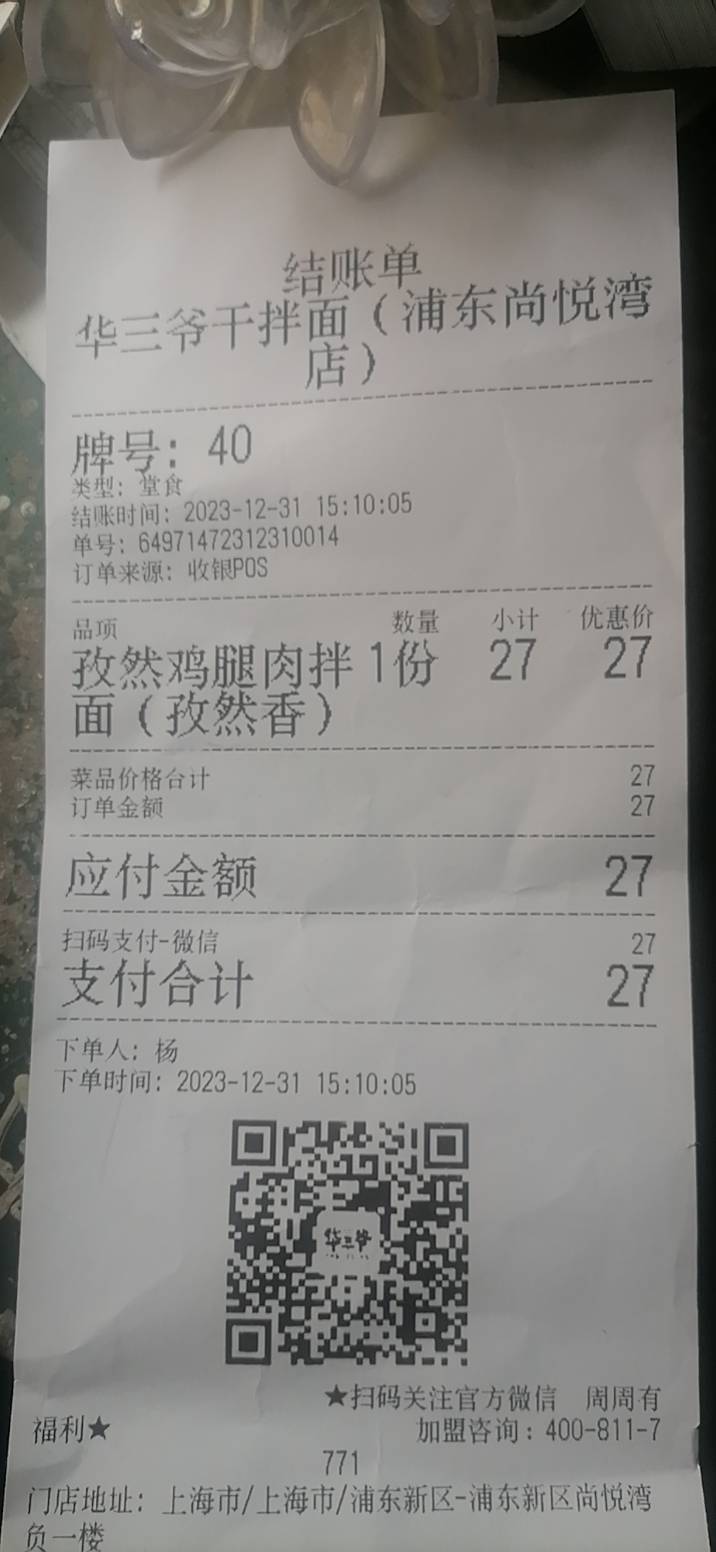 结账单
华三爷干拌面（浦东尚悦湾
店）
牌号：40
类型：堂食
结账时间：2023-12-31 15:10:05
单号：64971472312310014
订单来源：收银POS
品项 数量 小计 优惠价
孜然鸡腿肉拌 1份 27 27
面（孜然香）
菜品价格合计 27
订单金额 27
应付金额 27
扫码支付-微信 27
支付合计 27
下单人：杨
下单时间：2023-12-31 15:10:05
华三爷
★扫码关注官方微信 周周有
福利★ 加盟咨询：400-811-7
771
门店地址：上海市/上海市/浦东新区-浦东新区尚悦湾
负一楼